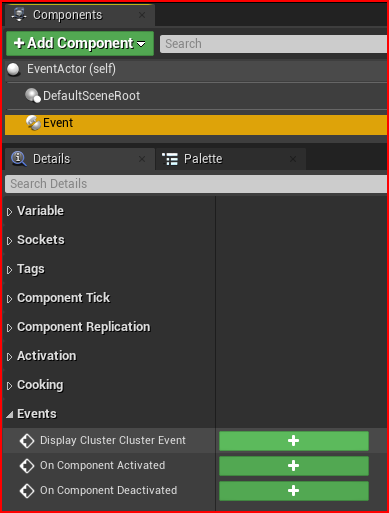 Components
Add Component
Search
EventActor (self)
DefaultSceneRoot
Event
Details
Palette
Search Details
Variable
Sockets
Tags
Component Tick
Component Replication
Activation
Cooking
Events
Display Cluster Cluster Event
On Component Activated
On Component Deactivated